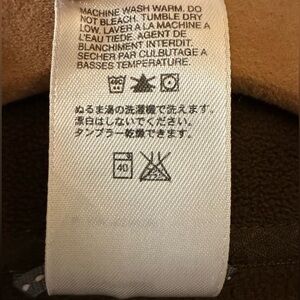 MACHINE WASH WARM. DO
NOT BLEACH. TUMBLE DRY
LOW. LAVER A LA MACHINE A
L'EAU TIEDE. AGENT DE
BLANCHIMENT INTERDIT.
SECHER PAR CULBUTAGE A
BASSES TEMPERATURE.
ぬるま湯の洗濯機で洗えます。
漂白はしないでください。
タンブラー乾燥できます。
40